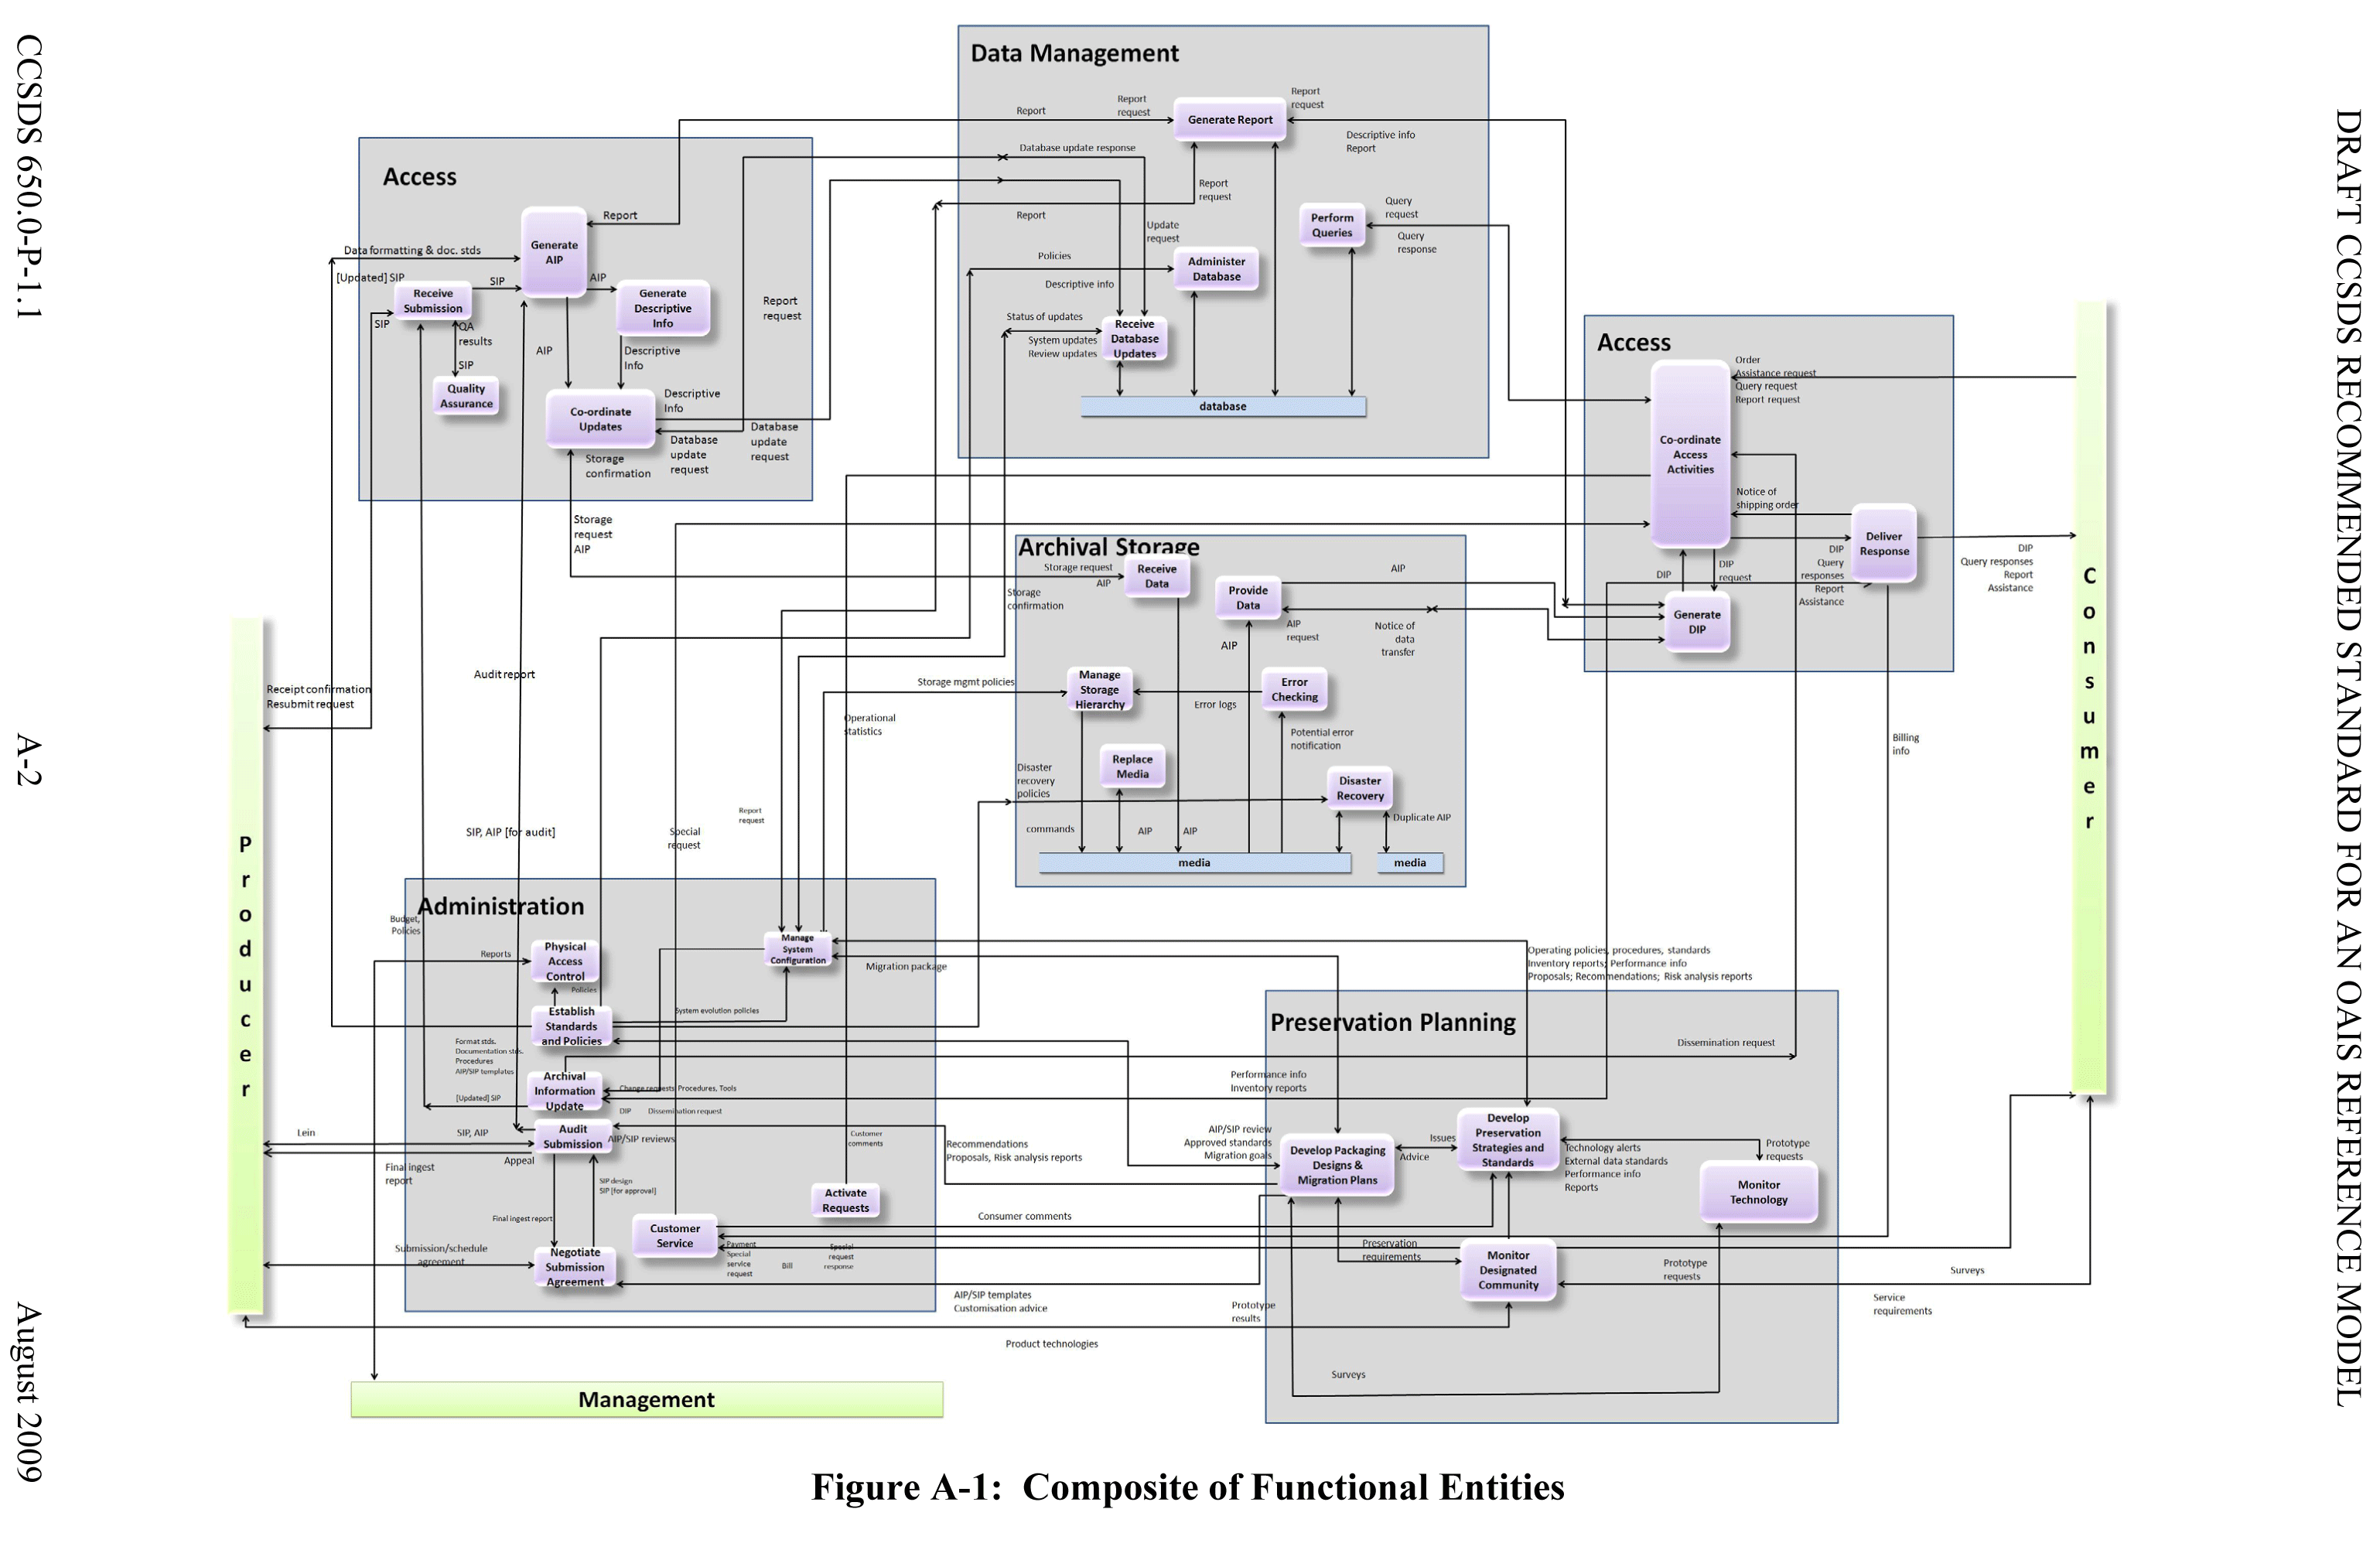 DRAFT CCSDS RECOMMENDED STANDARD FOR AN OAIS REFERENCE MODEL
Data Management
Report
Report
request
Generate Report
Report
request
Descriptive info
Report
Database update response
Report
request
Report
Update
request
Perform
Queries
Query
request
Query
response
Policies
Administer
Database
Descriptive info
Status of updates
System updates
Review updates
Receive
Database
Updates
database
Access
Report
Generate
AIP
Data formatting & doc. stds
[Updated] SIP
SIP
AIP
Receive
Submission
SIP
QA
results
SIP
Quality
Assurance
Generate
Descriptive
Info
AIP
Descriptive
Info
Co-ordinate
Updates
Descriptive
Info
Database
update
request
Database
update
request
Storage
confirmation
Report
request
Storage
request
AIP
Access
Order
Assistance request
Query request
Report request
Co-ordinate
Access
Activities
Notice of
shipping order
Deliver
Response
DIP
Query
responses
Report
Assistance
DIP
DIP
request
Generate
DIP
DIP
Query responses
Report
Assistance
Consumer
Archival Storage
Storage request
AIP
Receive
Data
Storage
confirmation
Provide
Data
AIP
AIP
request
Notice of
data
transfer
AIP
Storage mgmt policies
Manage
Storage
Hierarchy
Error logs
Error
Checking
Potential error
notification
Replace
Media
Disaster
recovery
policies
Disaster
Recovery
Duplicate AIP
commands
AIP
AIP
media
media
Billing
info
Producer
Receipt confirmation
Resubmit request
Audit report
Operational
statistics
SIP, AIP [for audit]
Special
request
Report
request
Administration
Budget,
Policies
Reports
Physical
Access
Control
Policies
Establish
Standards
and Policies
Manage
System
Configuration
Migration package
System evolution policies
Format stds.
Documentation stds.
Procedures
AIP/SIP templates
Archival
Information
Update
Change requests Procedures, Tools
[Updated] SIP
DIP
Dissemination request
Audit
Submission
AIP/SIP reviews
Lein
SIP, AIP
Appeal
Final ingest
report
SIP design
SIP [for approval]
Final ingest report
Customer
comments
Activate
Requests
Customer
Service
Payment
Special
service
request
Bill
Special
request
response
Submission/schedule
agreement
Negotiate
Submission
Agreement
Recommendations
Proposals, Risk analysis reports
Consumer comments
AIP/SIP templates
Customisation advice
Product technologies
Management
Operating policies, procedures, standards
Inventory reports; Performance info
Proposals; Recommendations; Risk analysis reports
Preservation Planning
Dissemination request
Performance info
Inventory reports
AIP/SIP review
Approved standards
Migration goals
Develop Packaging
Designs &
Migration Plans
Issues
Advice
Develop
Preservation
Strategies and
Standards
Technology alerts
External data standards
Performance info
Reports
Prototype
requests
Monitor
Technology
Preservation
requirements
Monitor
Designated
Community
Prototype
requests
Prototype
results
Surveys
Surveys
Service
requirements
Figure A-1:  Composite of Functional Entities
CCSDS 650.0-P-1.1
A-2
August 2009